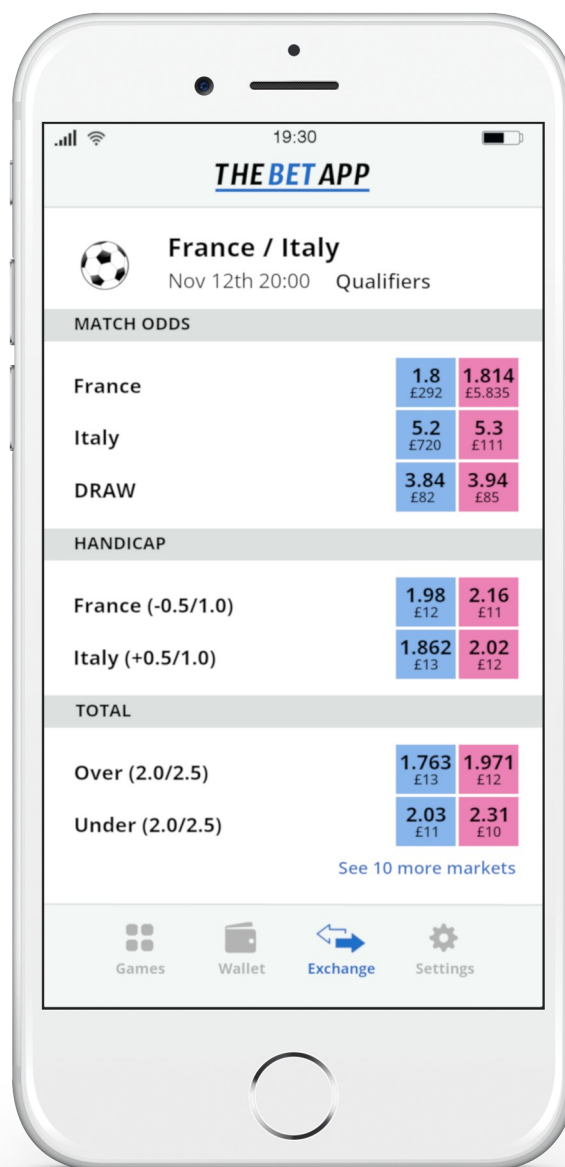 19:30
THE BET APP
France / Italy
Nov 12th 20:00 Qualifiers
MATCH ODDS
France 1.8 1.814
£292 £5.835
Italy 5.2 5.3
£720 £111
DRAW 3.84 3.94
£82 £85
HANDICAP
France (-0.5/1.0) 1.98 2.16
£12 £11
Italy (+0.5/1.0) 1.862 2.02
£13 £12
TOTAL
Over (2.0/2.5) 1.763 1.971
£13 £12
Under (2.0/2.5) 2.03 2.31
£11 £10
See 10 more markets
Games Wallet Exchange Settings